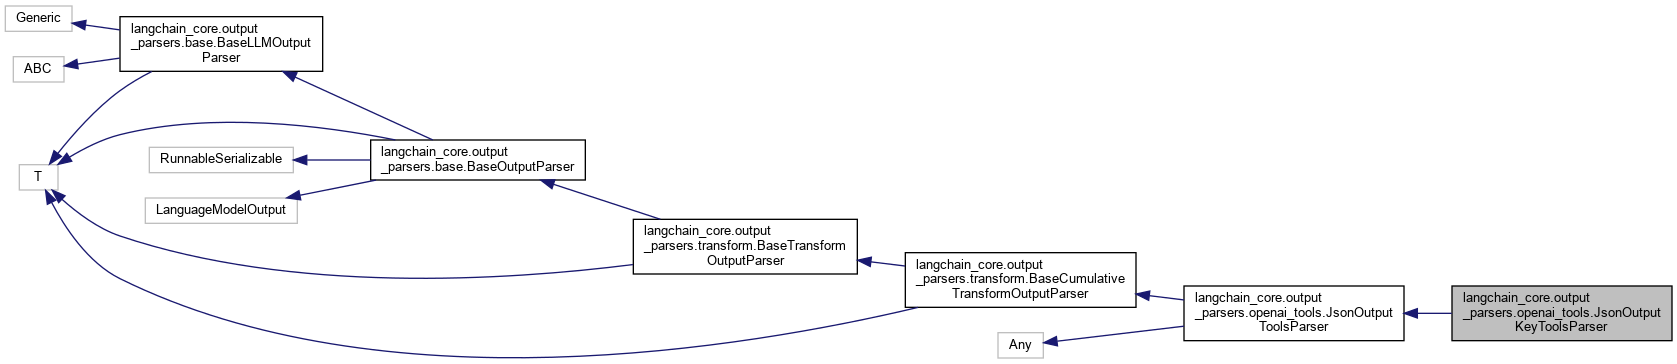 Generic
langchain_core.output
_parsers.base.BaseLLMOutput
Parser
ABC
langchain_core.output
_parsers.base.BaseOutputParser
RunnableSerializable
T
LanguageModelOutput
langchain_core.output
_parsers.transform.BaseTransform
OutputParser
langchain_core.output
_parsers.transform.BaseCumulative
TransformOutputParser
langchain_core.output
_parsers.openai_tools.JsonOutput
ToolsParser
langchain_core.output
_parsers.openai_tools.JsonOutput
KeyToolsParser
Any